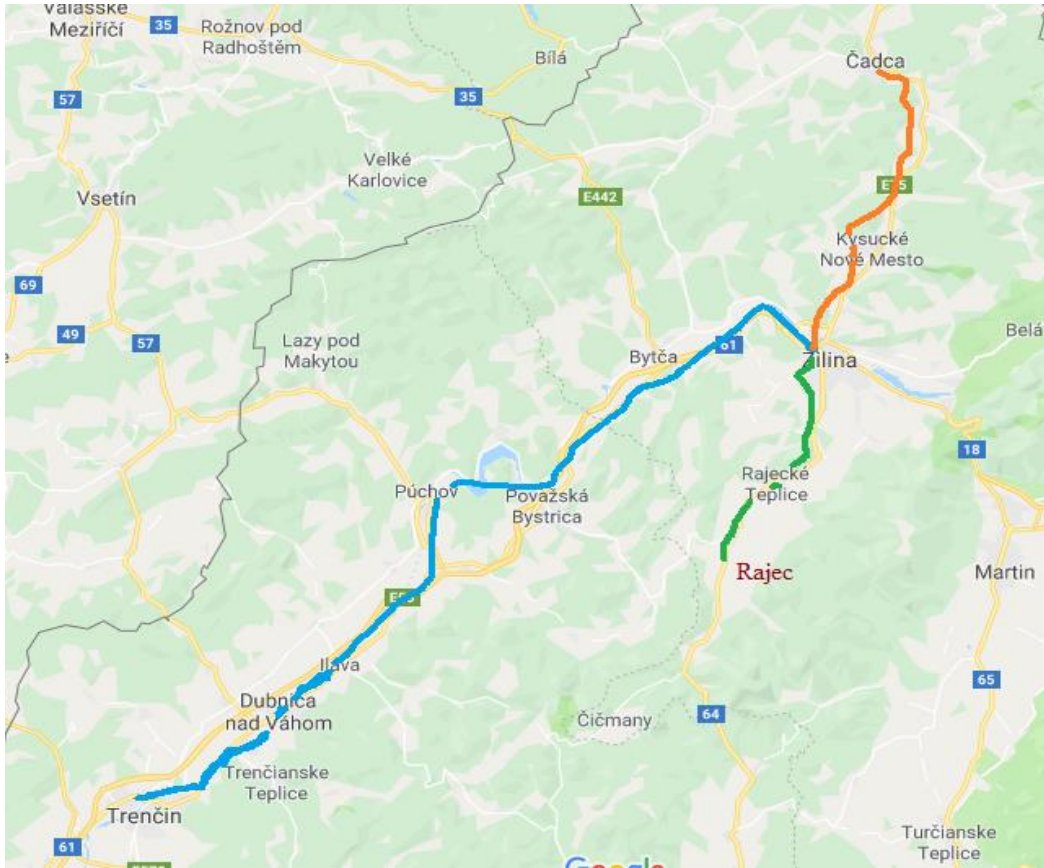 Valašské
Meziříčí
35
Rožnov pod
Radhoštěm
Bílá
Čadca
57
35
Velké
Karlovice
E442
E75
Vsetín
Kysucké
Nové Mesto
69
49
57
Lazy pod
Makytou
Bytča
61
Žilina
Belá
18
Rajecké
Teplice
Púchov
Považská
Bystrica
Rajec
Martin
Ilava
65
Dubnica
nad Váhom
64
Čičmany
Trenčianske
Teplice
Trenčín
61
Turčianske
Teplice
Google